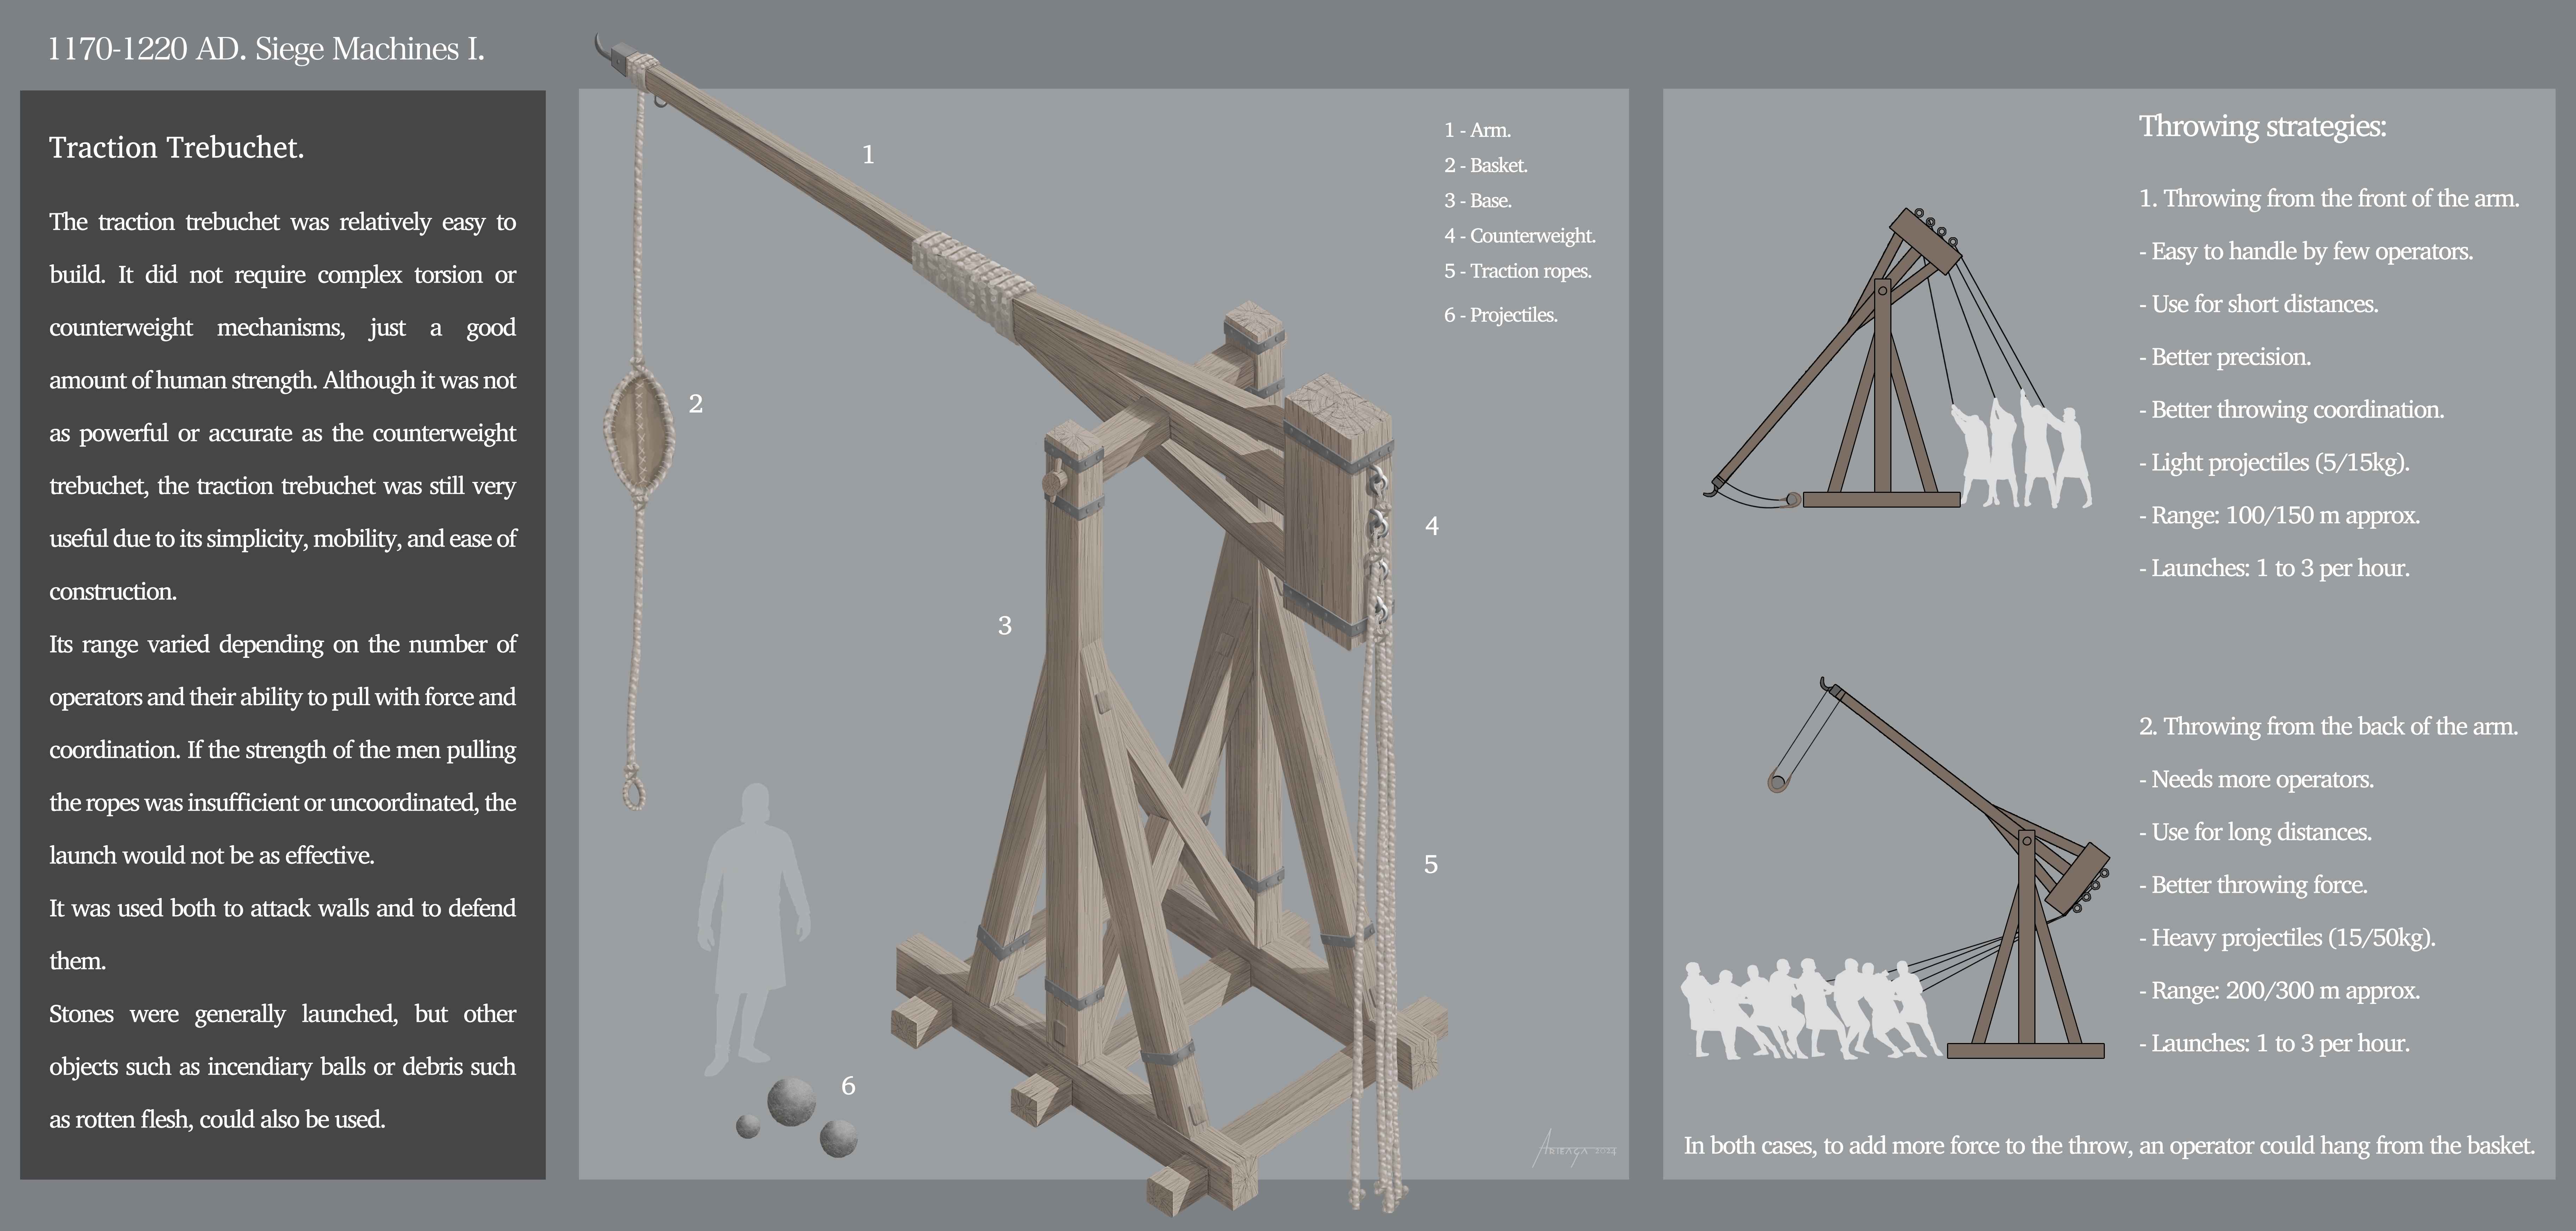 1170-1220 AD. Siege Machines I.
Traction Trebuchet.
The traction trebuchet was relatively easy to
build. It did not require complex torsion or
counterweight mechanisms, just a good
amount of human strength. Although it was not
as powerful or accurate as the counterweight
trebuchet, the traction trebuchet was still very
useful due to its simplicity, mobility, and ease of
construction.
Its range varied depending on the number of
operators and their ability to pull with force and
coordination. If the strength of the men pulling
the ropes was insufficient or uncoordinated, the
launch would not be as effective.
It was used both to attack walls and to defend
them.
Stones were generally launched, but other
objects such as incendiary balls or debris such
as rotten flesh, could also be used.
1
2
3
4
5
6
1 - Arm.
2 - Basket.
3 - Base.
4 - Counterweight.
5 - Traction ropes.
6 - Projectiles.
ARIEAGA 2024
Throwing strategies:
1. Throwing from the front of the arm.
- Easy to handle by few operators.
- Use for short distances.
- Better precision.
- Better throwing coordination.
- Light projectiles (5/15kg).
- Range: 100/150 m approx.
- Launches: 1 to 3 per hour.
2. Throwing from the back of the arm.
- Needs more operators.
- Use for long distances.
- Better throwing force.
- Heavy projectiles (15/50kg).
- Range: 200/300 m approx.
- Launches: 1 to 3 per hour.
In both cases, to add more force to the throw, an operator could hang from the basket.